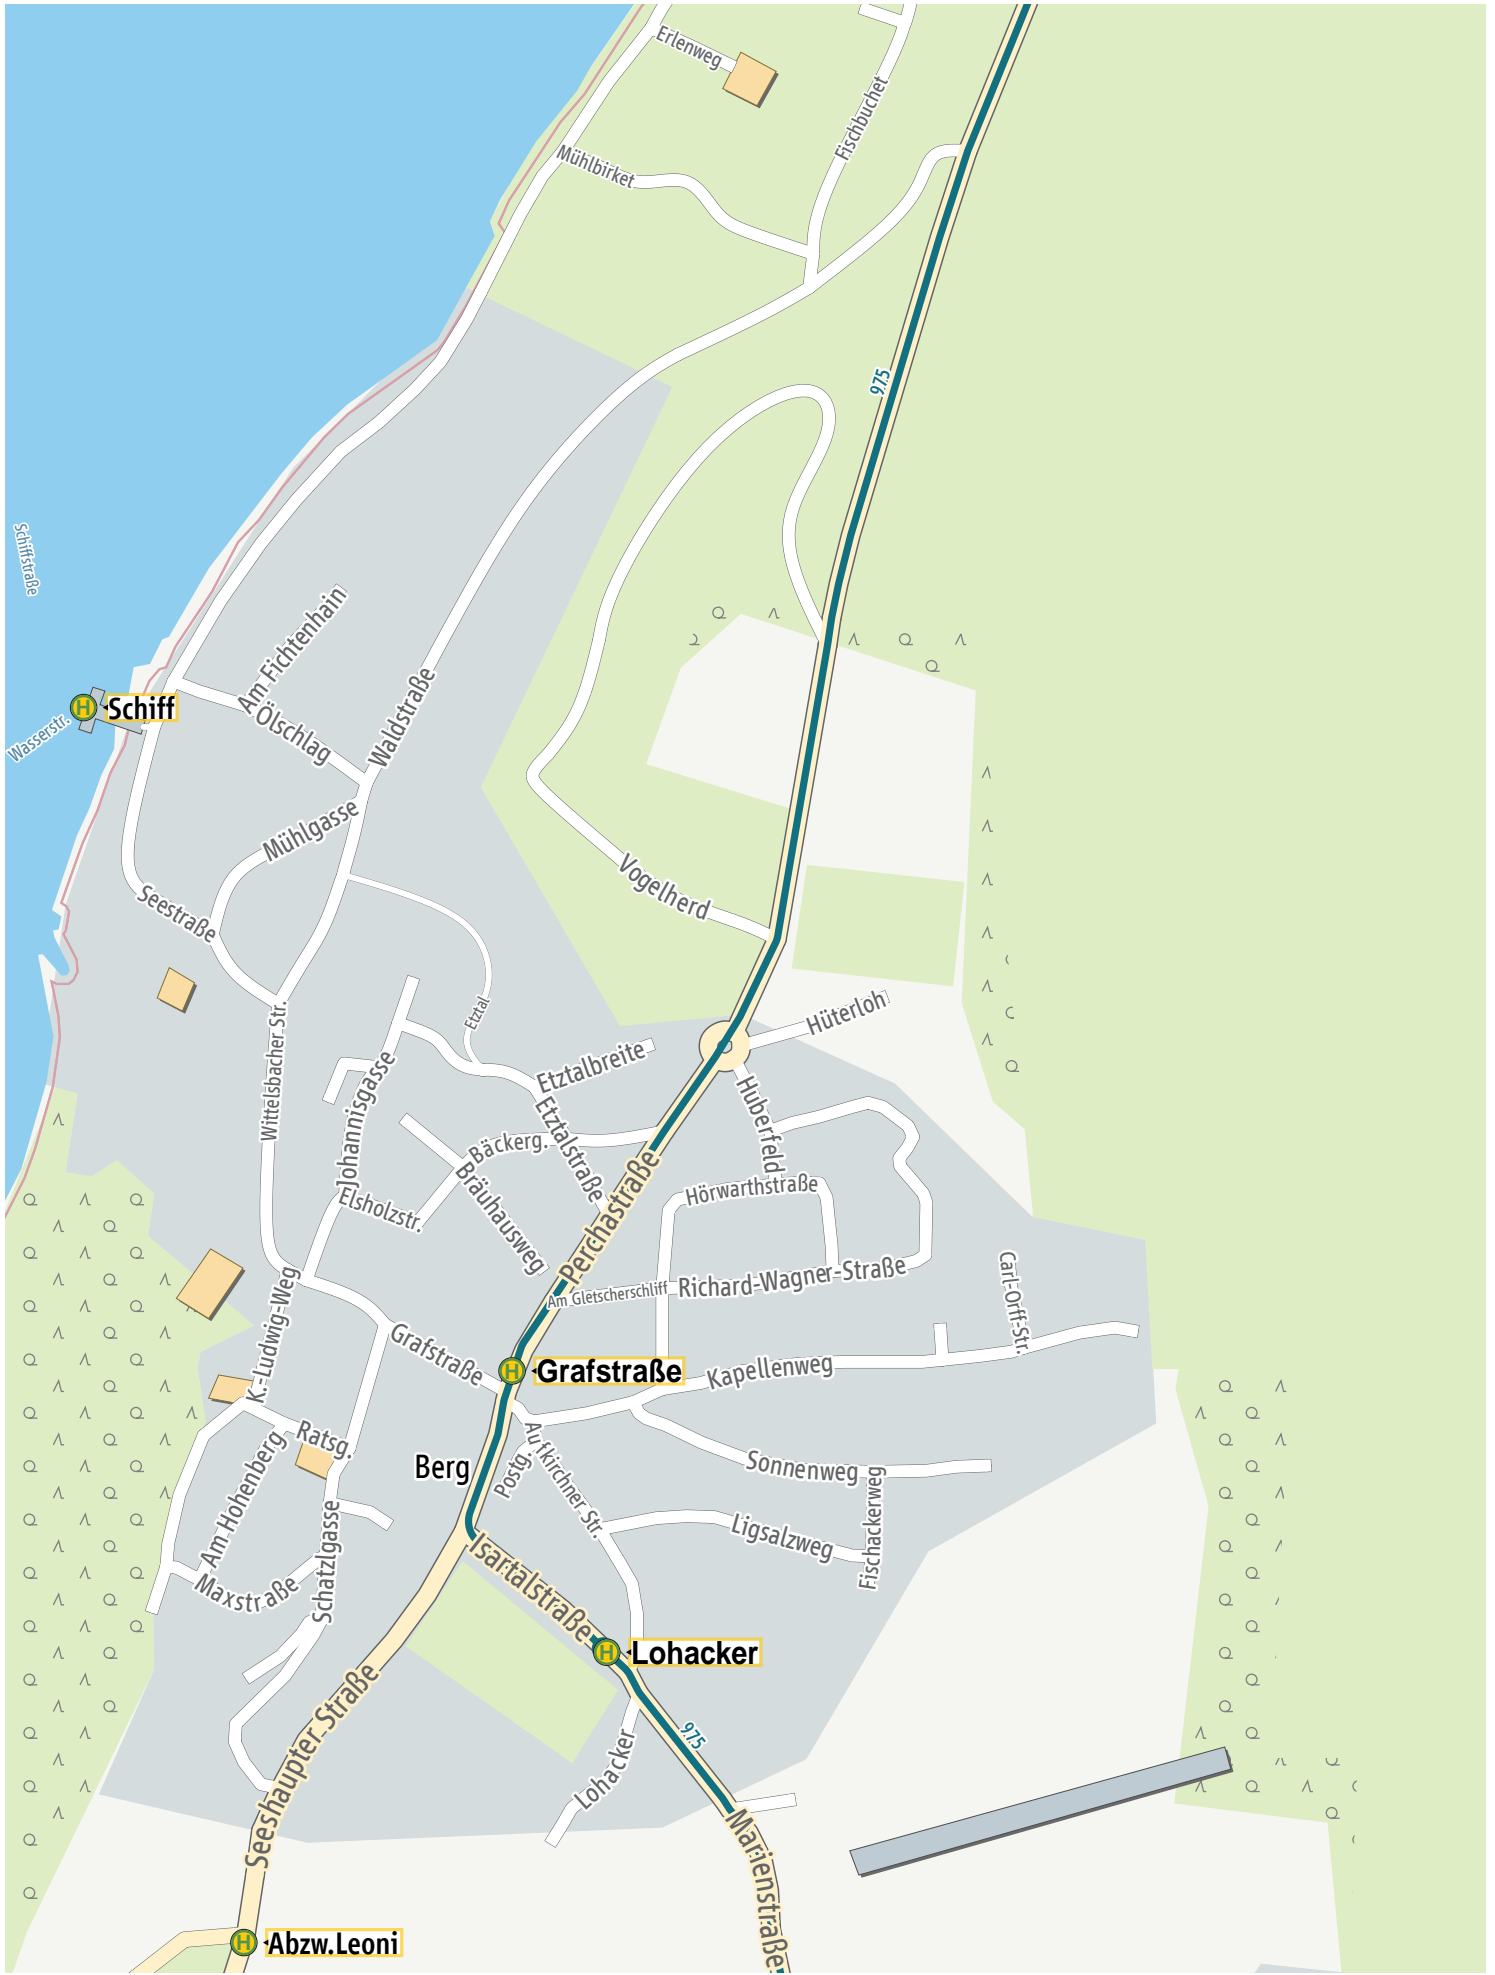 Erlenweg
Fischbuchet
Mühlbirket
975
Schiffstraße
Am Fichtenhain
Waldstraße
H Schiff
Ölschlag
Wasserstr.
Mühlgasse
Vogelherd
Seestraße
Etztal
Hüterloh
Wittelsbacher Str.
Etztalbreite
Johannisgasse
Huberfeld
Etztalstraße
Bäckerg.
Bräuhausweg
Perchastraße
Hörwarthstraße
Elsholzstr.
K.-Ludwig-Weg
Am Gletscherschliff
Richard-Wagner-Straße
Carl-Orff-Str.
Grafstraße
H Grafstraße
Kapellenweg
Ratsg.
Berg
Postg.
Aufkirchner Str.
Sonnenweg
Am Hohenberg
Schatzlgasse
Ligsalzweg
Fischackerweg
Isartalstraße
Maxstraße
H Lohacker
Seeshaupter Straße
975
Lohacker
Marienstraße
H Abzw.Leoni